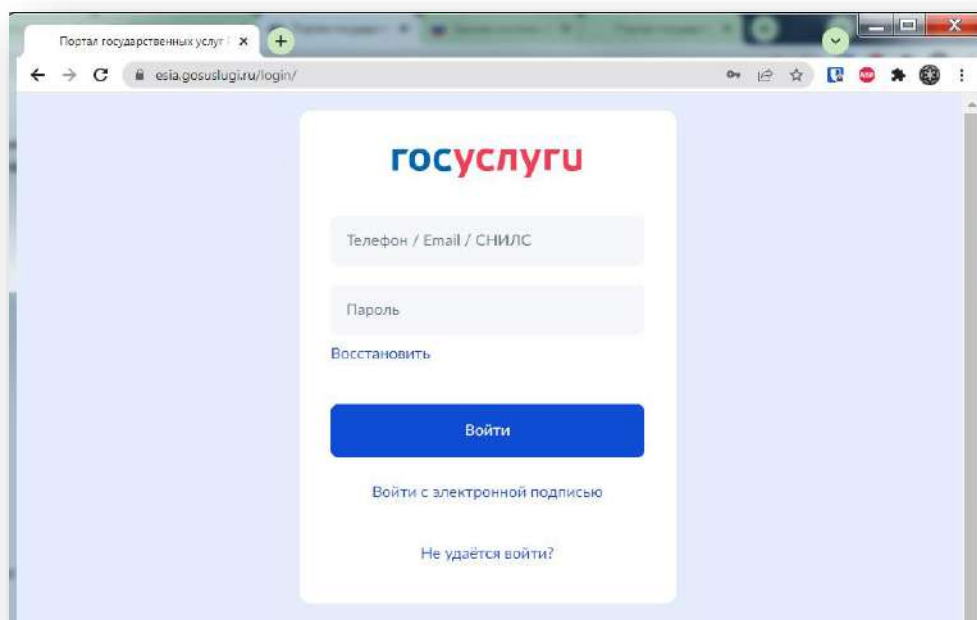 Портал государственных услуг
esia.gosuslugi.ru/login/
госуслуги
Телефон / Email / СНИЛС
Пароль
Восстановить
Войти
Войти с электронной подписью
Не удаётся войти?